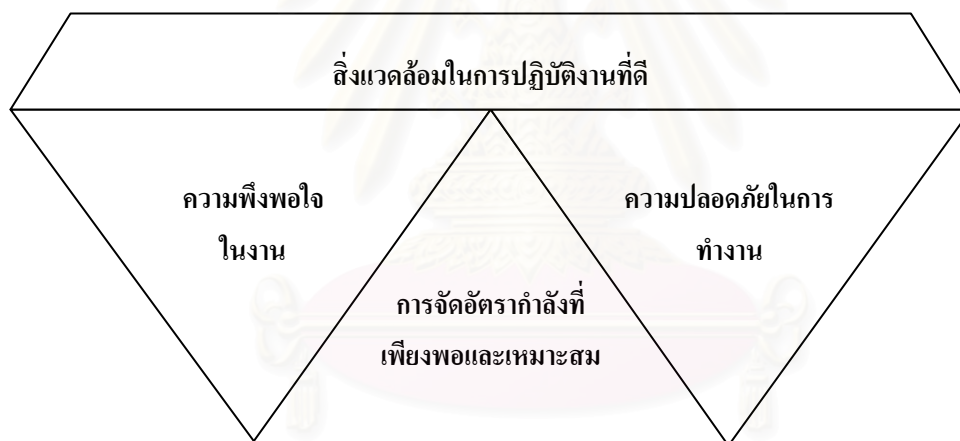 สิ่งแวดล้อมในการปฏิบัติงานที่ดี
ความพึงพอใจ
ในงาน
ความปลอดภัยในการ
ทำงาน
การจัดอัตรากำลังที่
เพียงพอและเหมาะสม